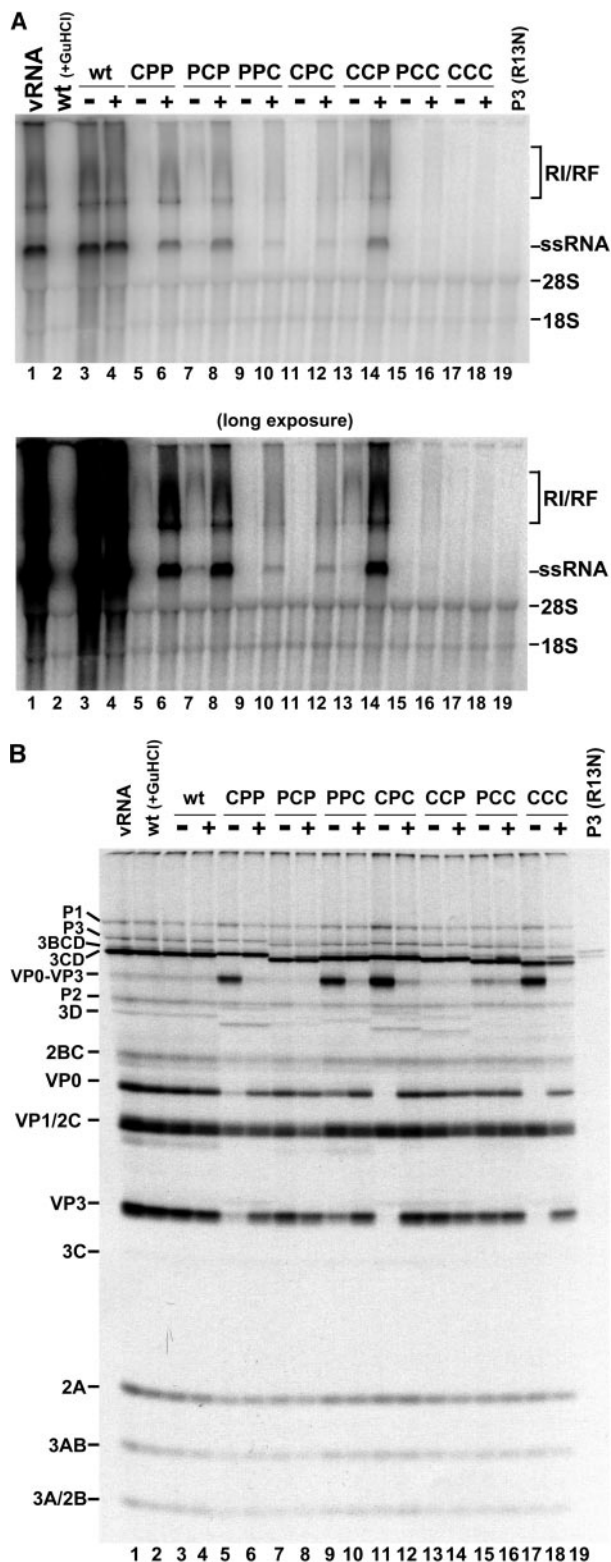 A
vRNA wt (+GuHCl) wt CPP PCP PPC CPC CCP PCC CCC P3 (R13N)
- + - + - + - + - + - + - + - +
RI/RF
-ssRNA
-28S
-18S
1 2 3 4 5 6 7 8 9 10 11 12 13 14 15 16 17 18 19
(long exposure)
RI/RF
-ssRNA
-28S
-18S
1 2 3 4 5 6 7 8 9 10 11 12 13 14 15 16 17 18 19
B
vRNA wt (+GuHCl) wt CPP PCP PPC CPC CCP PCC CCC P3 (R13N)
- + - + - + - + - + - + - + - +
P1
P3
3BCD
3CD
VP0-VP3
P2
3D
2BC
VP0
VP1/2C
VP3
3C
2A
3AB
3A/2B
1 2 3 4 5 6 7 8 9 10 11 12 13 14 15 16 17 18 19